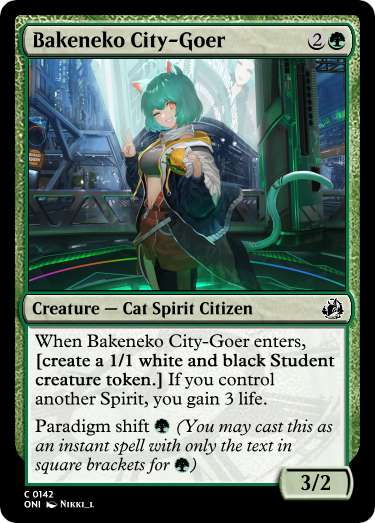 Bakeneko City-Goer 2
Creature — Cat Spirit Citizen
When Bakeneko City-Goer enters,
[create a 1/1 white and black Student
creature token.] If you control
another Spirit, you gain 3 life.
Paradigm shift (You may cast this as
an instant spell with only the text in
square brackets for )
3/2
C 0142
ONI NIKKI_L